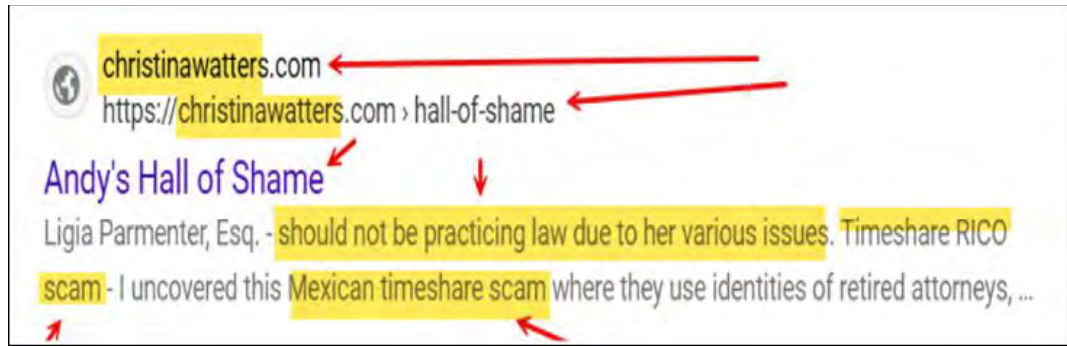 christinawatters.com
https://christinawatters.com › hall-of-shame
Andy's Hall of Shame
Ligia Parmenter, Esq. - should not be practicing law due to her various issues. Timeshare RICO
scam - I uncovered this Mexican timeshare scam where they use identities of retired attorneys, ...